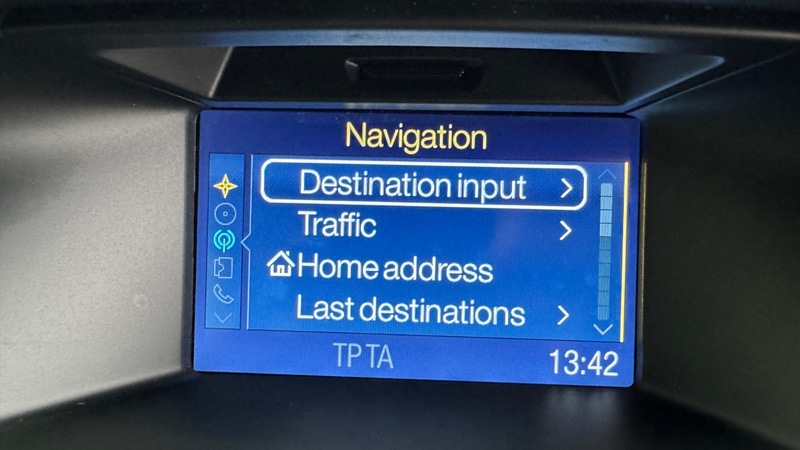 Navigation
Destination input
Traffic
Home address
Last destinations
TP TA
13:42